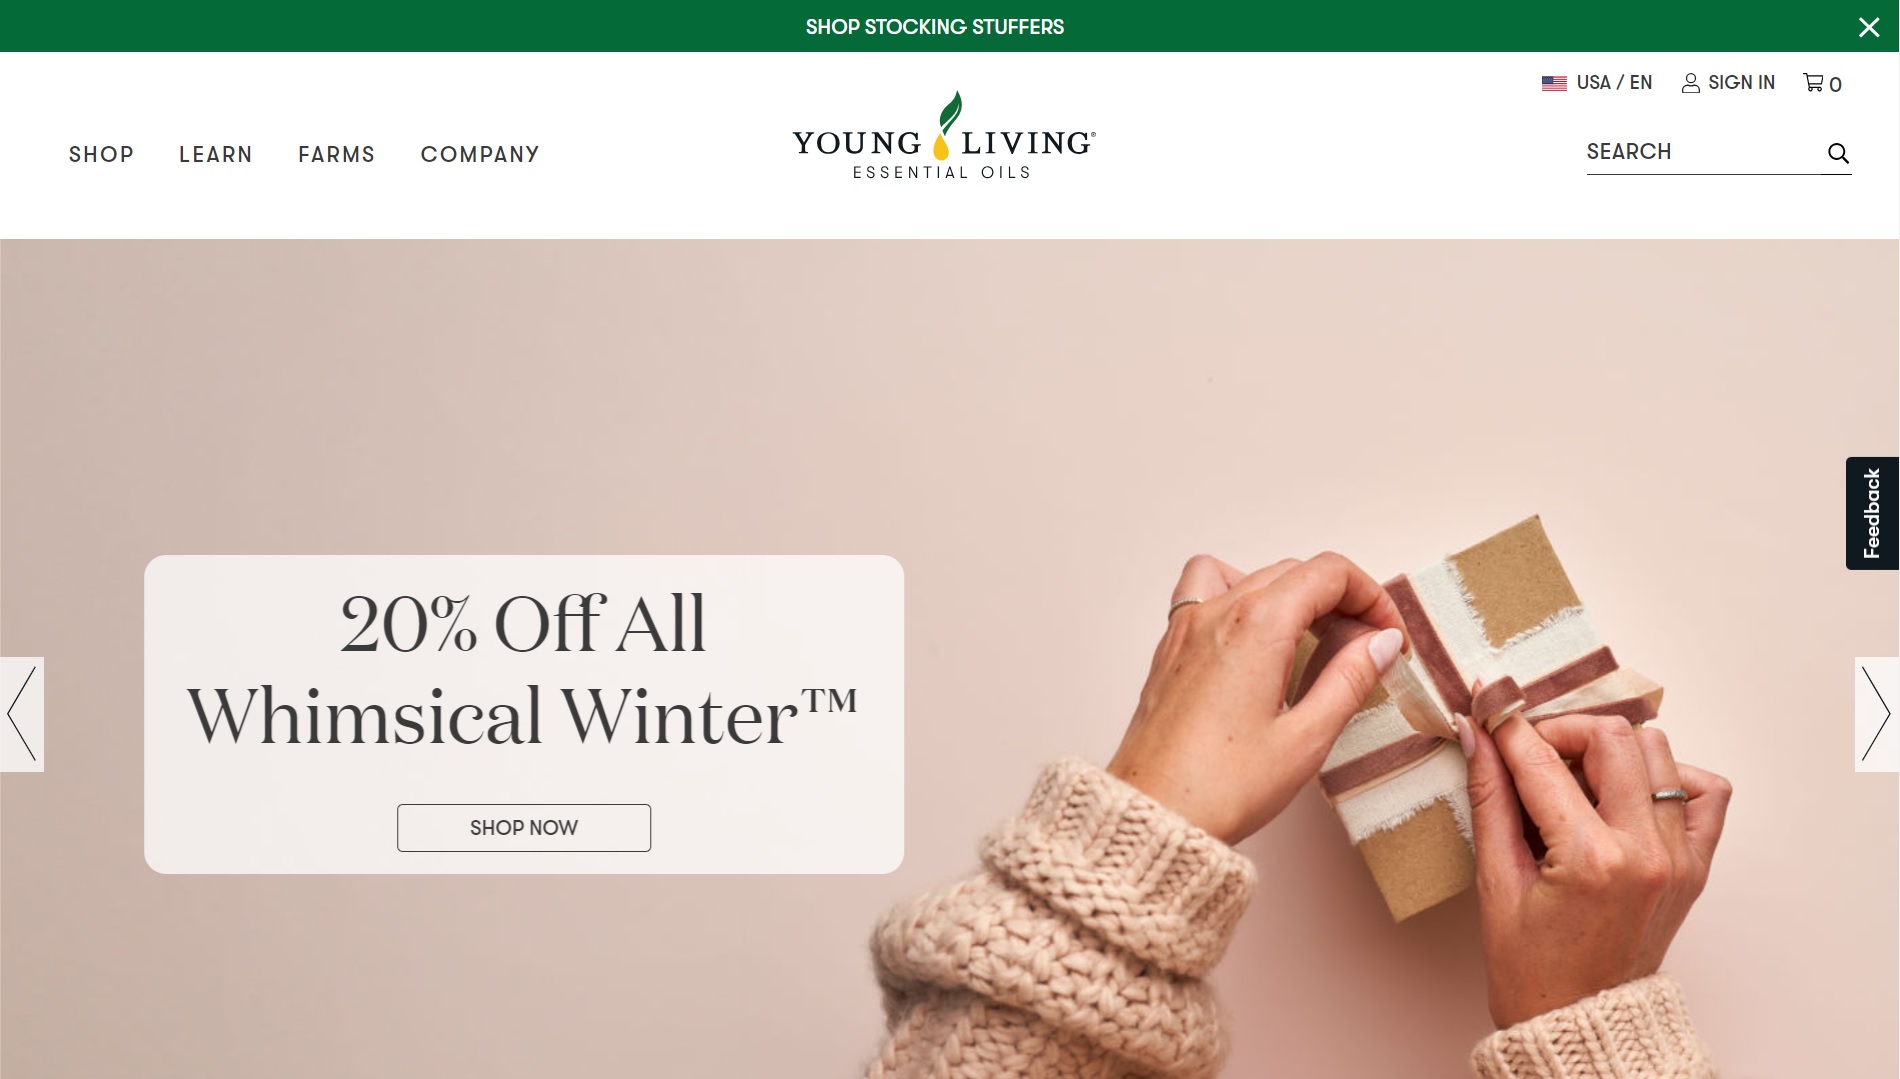 SHOP STOCKING STUFFERS
USA / EN
SIGN IN
0
SHOP
LEARN
FARMS
COMPANY
YOUNG LIVING®
ESSENTIAL OILS
SEARCH
Feedback
20% Off All
Whimsical Winter™
SHOP NOW